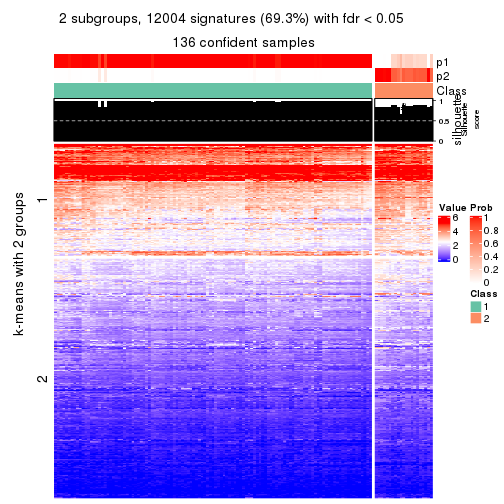 2 subgroups, 12004 signatures (69.3%) with fdr < 0.05
136 confident samples
p1
p2
Class
1
0.5
0
silhouette
Silhouette
score
k-means with 2 groups
1
2
Value
6
4
2
0
Prob
1
0.8
0.6
0.4
0.2
0
Class
1
2